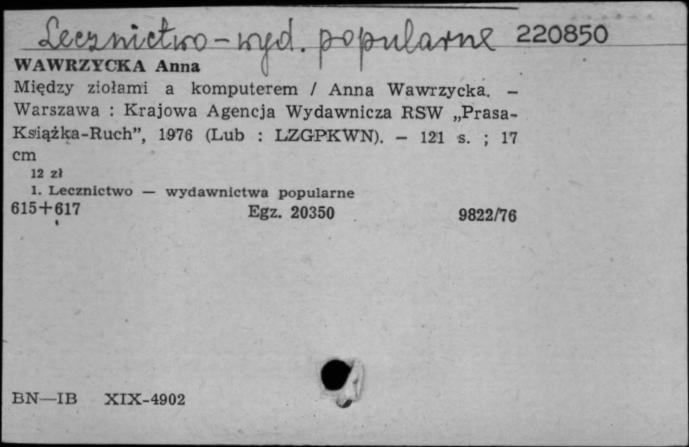 Lecznictwo - wyd. popularne 220850
WAWRZYCKA Anna
Między ziołami a komputerem / Anna Wawrzycka. —
Warszawa : Krajowa Agencja Wydawnicza RSW „Prasa-
Książka-Ruch”, 1976 (Lub : LZGPKWN). — 121 s. ; 17
cm
12 zł
1. Lecznictwo — wydawnictwa popularne
615+617 Egz. 20350 9822/76
BN—IB XIX-4902